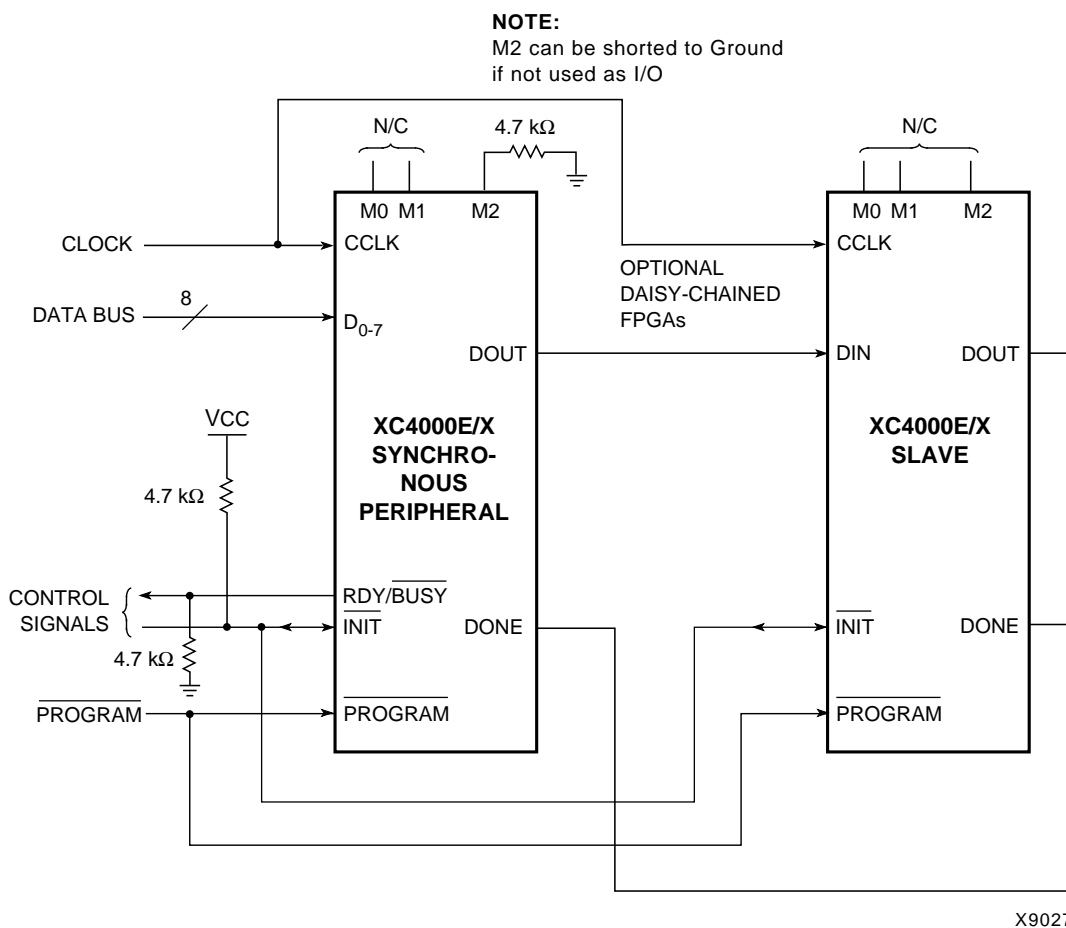 NOTE:
M2 can be shorted to Ground
if not used as I/O
N/C
4.7 kΩ
N/C
M0 M1 M2
M0 M1 M2
CLOCK
CCLK
CCLK
OPTIONAL
DAISY-CHAINED
FPGAs
DATA BUS
8
D0-7
DOUT
DIN
DOUT
VCC
4.7 kΩ
XC4000E/X
SYNCHRO-
NOUS
PERIPHERAL
XC4000E/X
SLAVE
CONTROL
SIGNALS
RDY/BUSY
INIT
DONE
INIT
DONE
4.7 kΩ
PROGRAM
PROGRAM
PROGRAM
X9027